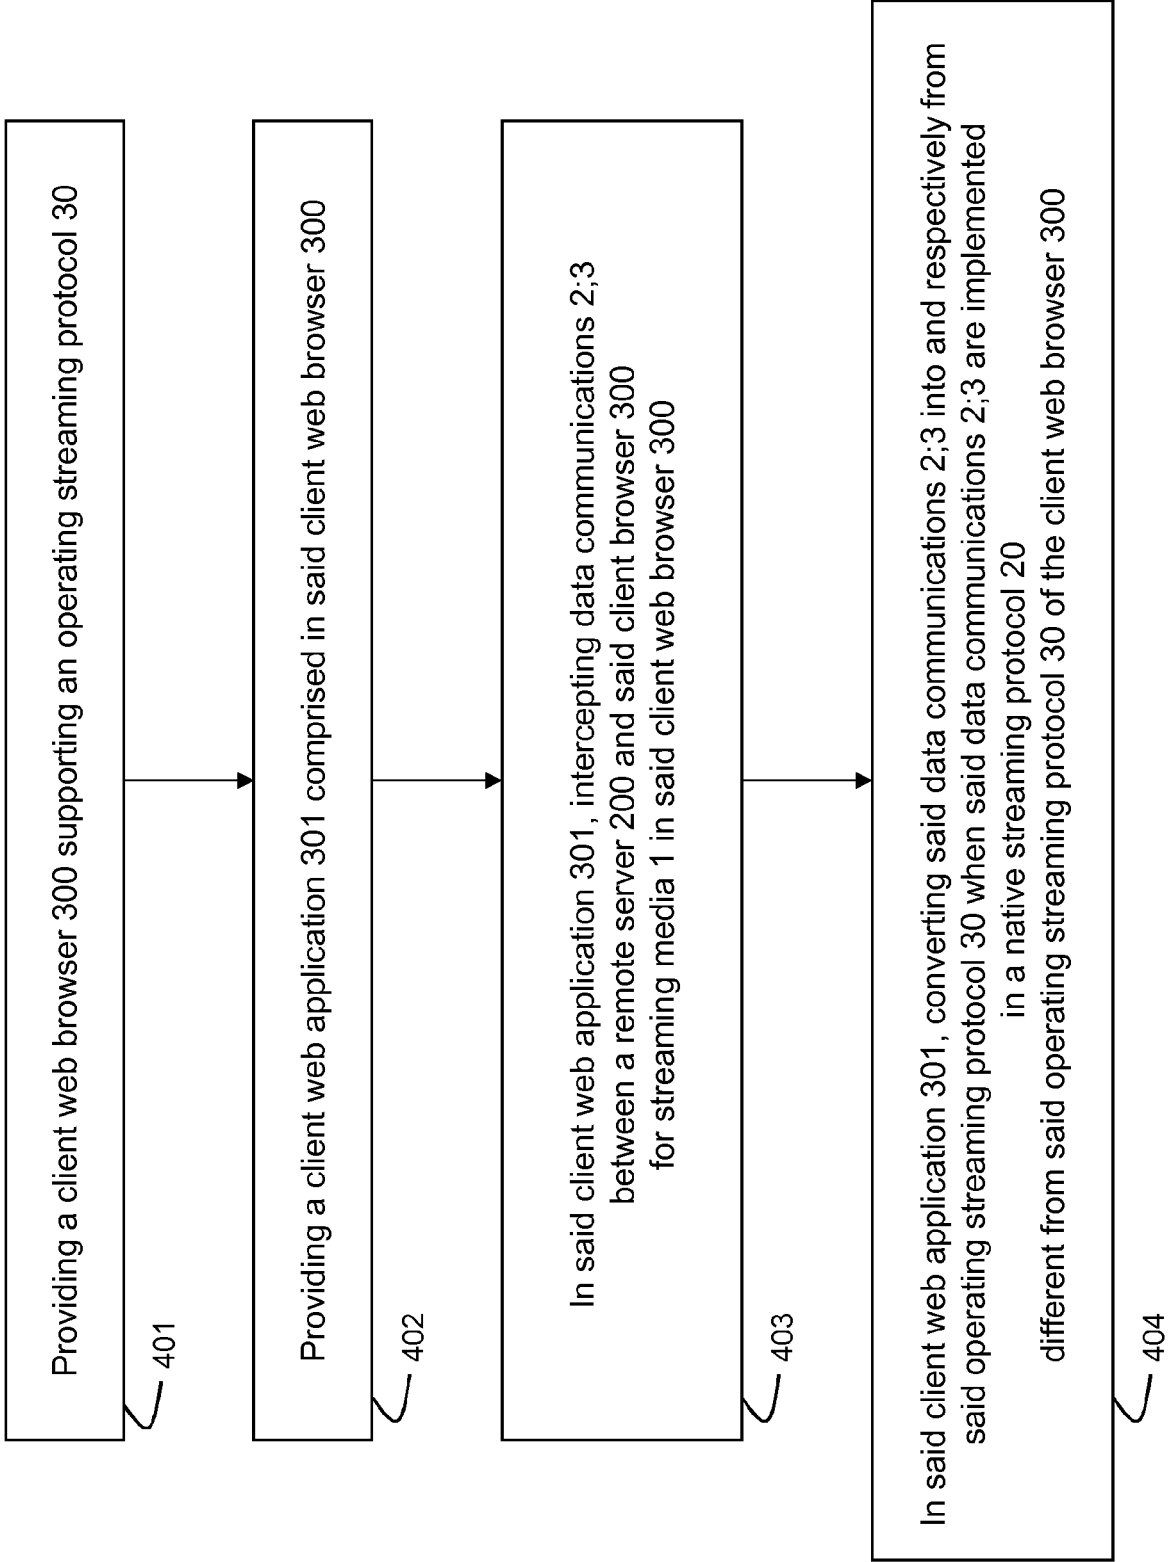 Providing a client web browser 300 supporting an operating streaming protocol 30
401
Providing a client web application 301 comprised in said client web browser 300
402
In said client web application 301, intercepting data communications 2;3
between a remote server 200 and said client browser 300
for streaming media 1 in said client web browser 300
403
In said client web application 301, converting said data communications 2;3 into and respectively from
said operating streaming protocol 30 when said data communications 2;3 are implemented
in a native streaming protocol 20
different from said operating streaming protocol 30 of the client web browser 300
404